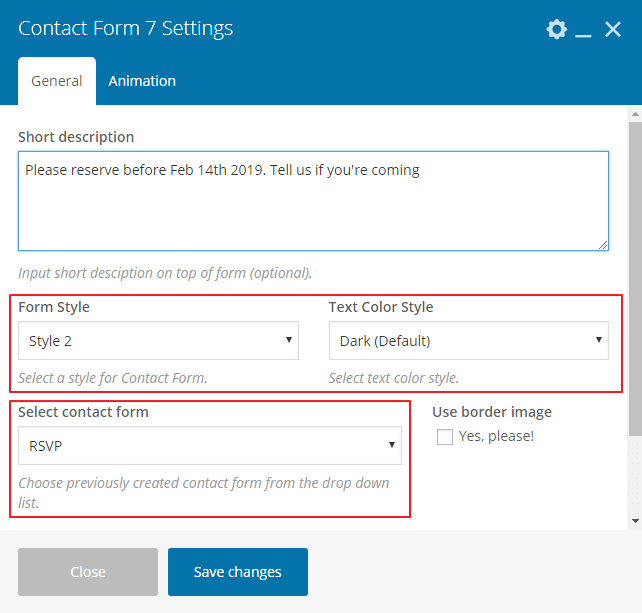 Contact Form 7 Settings
General
Animation
Short description
Please reserve before Feb 14th 2019. Tell us if you're coming
Input short desciption on top of form (optional).
Form Style
Text Color Style
Style 2
Dark (Default)
Select a style for Contact Form.
Select text color style.
Select contact form
Use border image
RSVP
Yes, please!
Choose previously created contact form from the drop down
list.
Close
Save changes